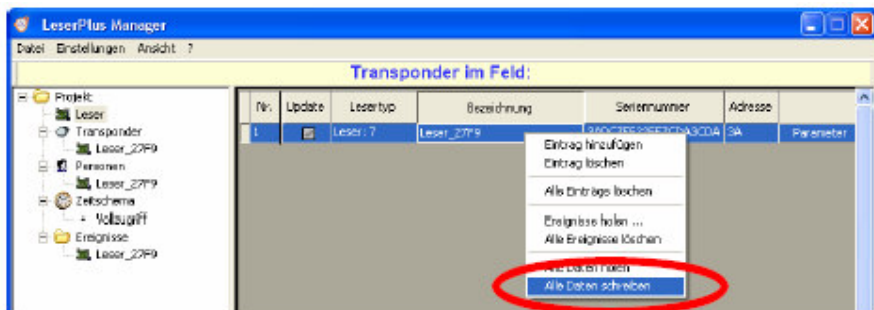 LeserPlus Manager
Datei Einstellungen Ansicht ?
Transponder im Feld:
Projekt
Leser
Transponder
Leser_27F9
Personen
Leser_27F9
Zeitschema
Vollzugriff
Ereignisse
Leser_27F9
Nr. Update Lesertyp Bezeichnung Seriennummer Adresse
1 Leser : 7 Leser_27F9 3A Parameter
Eintrag hinzufügen
Eintrag löschen
Alle Einträge löschen
Ereignisse holen ...
Alle Ereignisse löschen
Alle Daten holen
Alle Daten schreiben